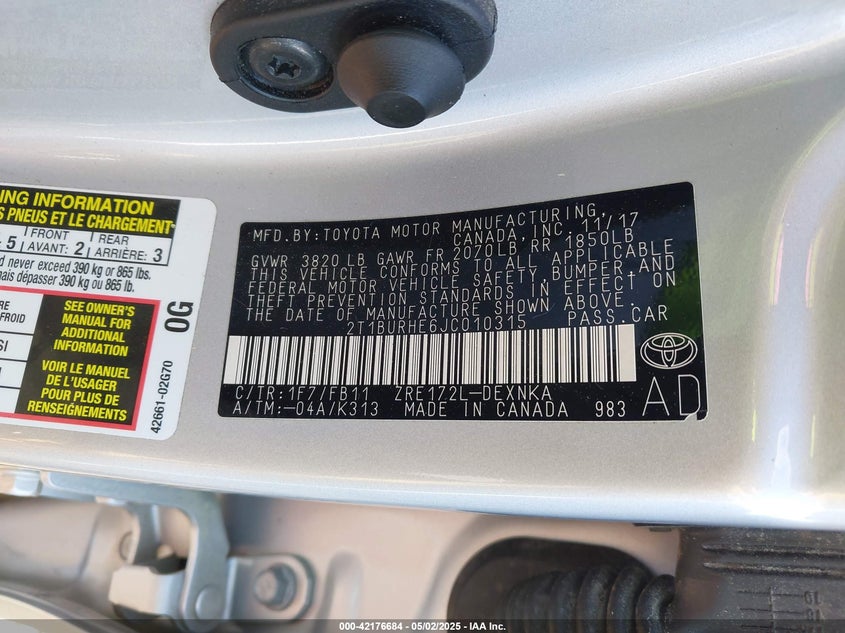 ING INFORMATION
S PNEUS ET LE CHARGEMENT
5 FRONT AVANT: 2 REAR ARRIÈRE: 3
d never exceed 390 kg or 865 lbs.
mais dépasser 390 kg ou 865 lb.
RE
FROID
SI
SEE OWNER'S
MANUAL FOR
ADDITIONAL
INFORMATION
VOIR LE MANUEL
DE L'USAGER
POUR PLUS DE
RENSEIGNEMENTS
0G
42661-02G70
MFD.BY:TOYOTA MOTOR MANUFACTURING,
CANADA, INC. 11/17
GVWR 3820 LB GAWR FR 2070LB, RR 1850LB
THIS VEHICLE CONFORMS TO ALL APPLICABLE
FEDERAL MOTOR VEHICLE SAFETY, BUMPER, AND
THEFT PREVENTION STANDARDS IN EFFECT ON
THE DATE OF MANUFACTURE SHOWN ABOVE.
2T1BURHE6JC010315 PASS.CAR
C/TR:1F7/FB11 ZRE172L-DEXNKA
A/TM:-04A/K313 MADE IN CANADA 983
AD
000-42176684 - 05/02/2025 - IAA Inc.